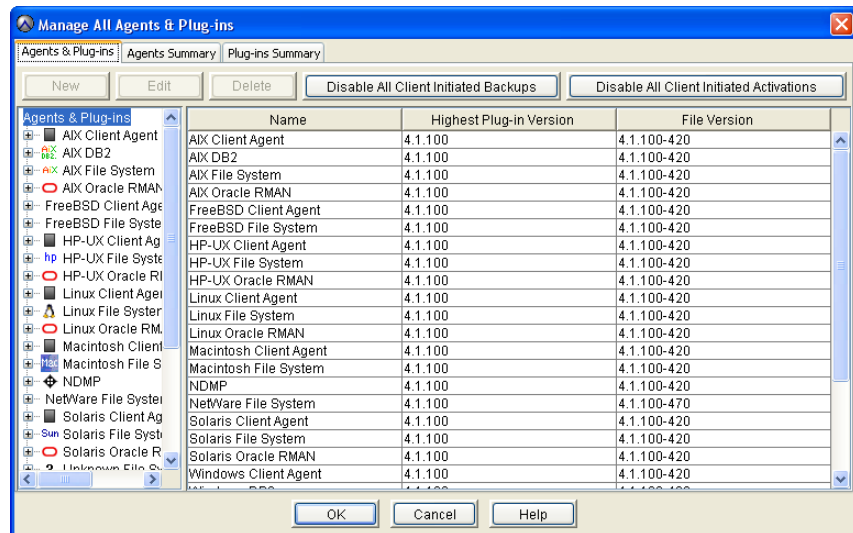 Manage All Agents & Plug-ins
Agents & Plug-ins Agents Summary Plug-ins Summary
New Edit Delete Disable All Client Initiated Backups Disable All Client Initiated Activations
Agents & Plug-ins
AIX Client Agent
AIX DB2
AIX File System
AIX Oracle RMAN
FreeBSD Client Age
FreeBSD File Syste
HP-UX Client Ag
hp HP-UX File Syste
HP-UX Oracle RI
Linux Client Ager
Linux File Syster
Linux Oracle RM
Macintosh Client
Mac Macintosh File S
NDMP
NetWare File System
Solaris Client Ag
Sun Solaris File Syst
Solaris Oracle R
Name Highest Plug-in Version File Version
AIX Client Agent 4.1.100 4.1.100-420
AIX DB2 4.1.100 4.1.100-420
AIX File System 4.1.100 4.1.100-420
AIX Oracle RMAN 4.1.100 4.1.100-420
FreeBSD Client Agent 4.1.100 4.1.100-420
FreeBSD File System 4.1.100 4.1.100-420
HP-UX Client Agent 4.1.100 4.1.100-420
HP-UX File System 4.1.100 4.1.100-420
HP-UX Oracle RMAN 4.1.100 4.1.100-420
Linux Client Agent 4.1.100 4.1.100-420
Linux File System 4.1.100 4.1.100-420
Linux Oracle RMAN 4.1.100 4.1.100-420
Macintosh Client Agent 4.1.100 4.1.100-420
Macintosh File System 4.1.100 4.1.100-420
NDMP 4.1.100 4.1.100-420
NetWare File System 4.1.100 4.1.100-470
Solaris Client Agent 4.1.100 4.1.100-420
Solaris File System 4.1.100 4.1.100-420
Solaris Oracle RMAN 4.1.100 4.1.100-420
Windows Client Agent 4.1.100 4.1.100-420
OK Cancel Help